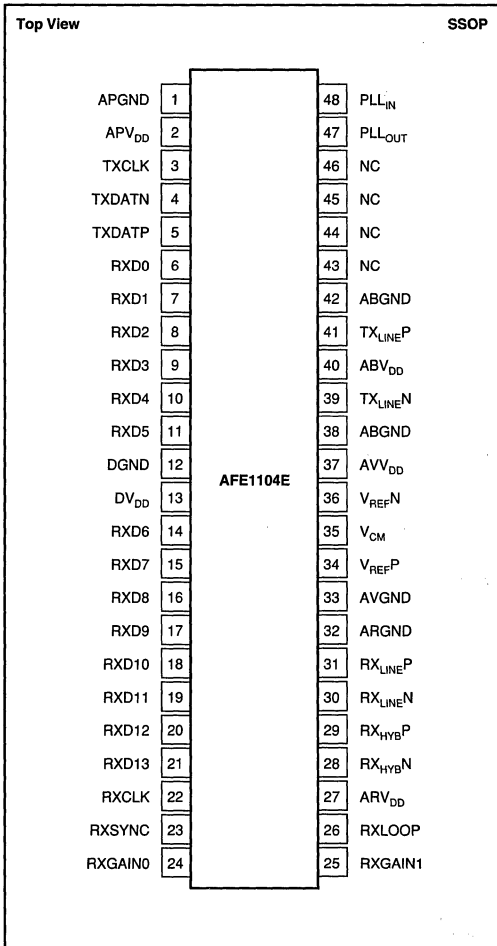 Top View SSOP
APGND 1 48 PLLIN
APVDD 2 47 PLLOUT
TXCLK 3 46 NC
TXDATN 4 45 NC
TXDATP 5 44 NC
RXD0 6 43 NC
RXD1 7 42 ABGND
RXD2 8 41 TXLINEP
RXD3 9 40 ABVDD
RXD4 10 39 TXLINEN
RXD5 11 38 ABGND
DGND 12 37 AVVDD
AFE1104E
DVDD 13 36 VREFN
RXD6 14 35 VCM
RXD7 15 34 VREFP
RXD8 16 33 AVGND
RXD9 17 32 ARGND
RXD10 18 31 RXLINEP
RXD11 19 30 RXLINEN
RXD12 20 29 RXHYBP
RXD13 21 28 RXHYBN
RXCLK 22 27 ARVDD
RXSYNC 23 26 RXLOOP
RXGAIN0 24 25 RXGAIN1